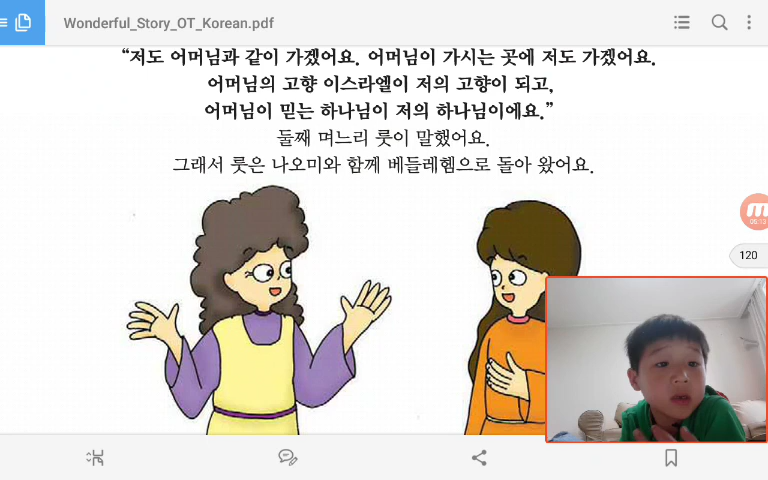 Wonderful_Story_OT_Korean.pdf
“저도 어머님과 같이 가겠어요. 어머님이 가시는 곳에 저도 가겠어요.
어머님의 고향 이스라엘이 저의 고향이 되고,
어머님이 믿는 하나님이 저의 하나님이에요.”
둘째 며느리 룻이 말했어요.
그래서 룻은 나오미와 함께 베들레헴으로 돌아 왔어요.
120